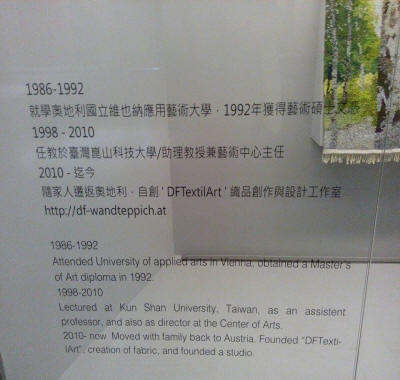 1986-1992
就學奧地利國立維也納應用藝術大學，1992年獲得藝術碩士文憑
1998 - 2010
任教於臺灣崑山科技大學/助理教授兼藝術中心主任
2010 - 迄今
隨家人遷返奧地利，自創 ' DFTextilArt ' 織品創作與設計工作室
http://df-wandteppich.at
1986-1992
Attended University of applied arts in Vienna, obtained a Master's
of Art diploma in 1992.
1998-2010
Lectured at Kun Shan University, Taiwan, as an assistent
professor, and also as director at the Center of Arts.
2010- now Moved with family back to Austria. Founded "DFTexti-
lArt", creation of fabric, and founded a studio.